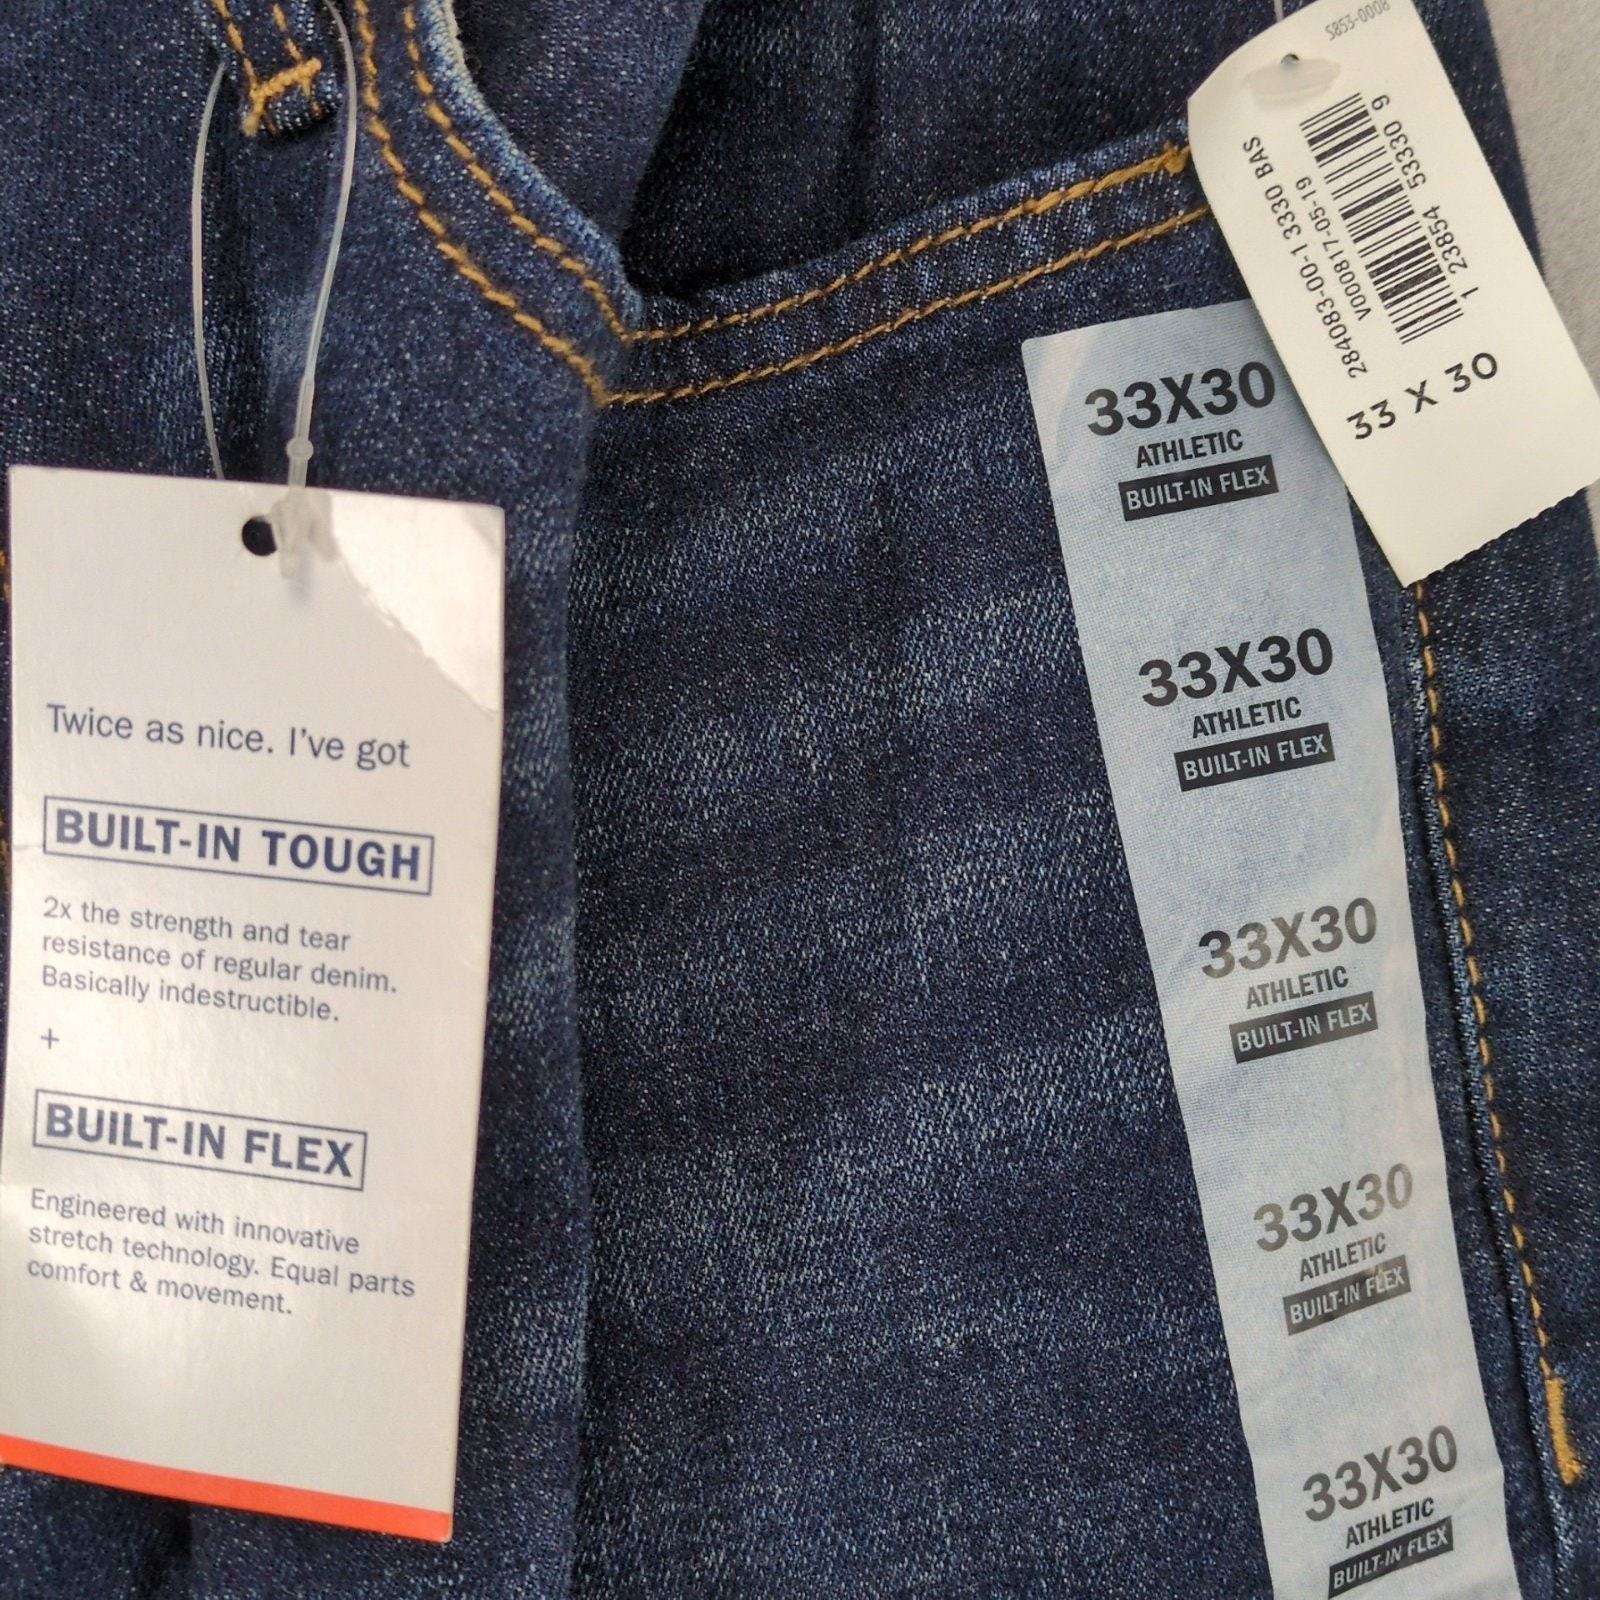 Twice as nice. I've got
BUILT-IN TOUGH
2x the strength and tear
resistance of regular denim.
Basically indestructible.
+
BUILT-IN FLEX
Engineered with innovative
stretch technology. Equal parts
comfort & movement.
S853-0008
284083-00-1 3330 BAS
V000817-05-19
1 23854 53330 9
33 X 30
33X30
ATHLETIC
BUILT-IN FLEX
33X30
ATHLETIC
BUILT-IN FLEX
33X30
ATHLETIC
BUILT-IN FLEX
33X30
ATHLETIC
BUILT-IN FLEX
33X30
ATHLETIC
BUILT-IN FLEX